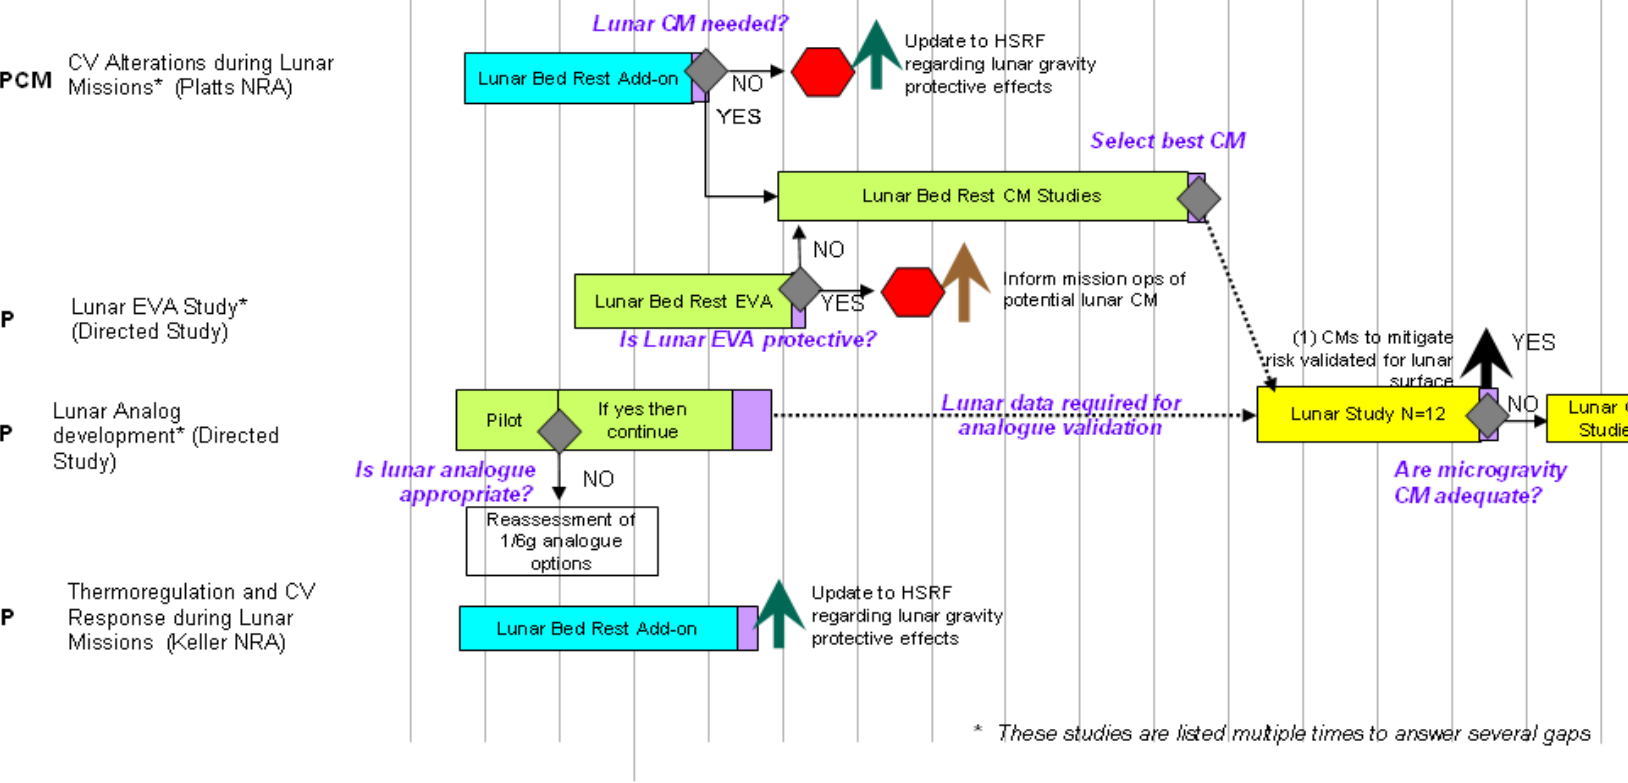 Lunar CM needed?
PCM
CV Alterations during Lunar
Missions* (Platts NRA)
Lunar Bed Rest Add-on
NO
YES
Update to HSRF
regarding lunar gravity
protective effects
Select best CM
Lunar Bed Rest CM Studies
NO
P
Lunar EVA Study*
(Directed Study)
Lunar Bed Rest EVA
YES
Inform mission ops of
potential lunar CM
Is Lunar EVA protective?
(1) CMs to mitigate
risk validated for lunar
surface
YES
P
Lunar Analog
development* (Directed
Study)
Pilot
If yes then
continue
Lunar data required for
analogue validation
Lunar Study N=12
NO
Lunar
Studie
Is lunar analogue
appropriate?
NO
Are microgravity
CM adequate?
Reassessment of
1/6g analogue
options
P
Thermoregulation and CV
Response during Lunar
Missions (Keller NRA)
Lunar Bed Rest Add-on
Update to HSRF
regarding lunar gravity
protective effects
* These studies are listed multiple times to answer several gaps